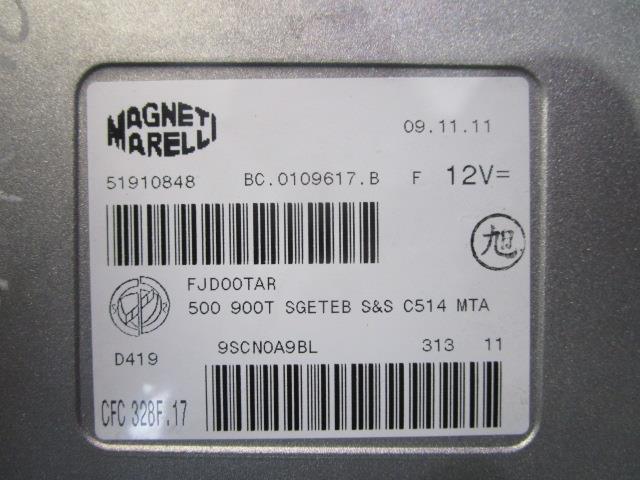 MAGNETI
MARELLI
09.11.11
51910848 BC.0109617.B F 12V=
旭
FJD00TAR
500 900T SGETEB S&S C514 MTA
D419
9SCN0A9BL 313 11
CFC 328F.17